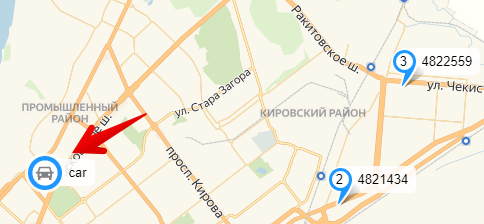 Ракитовское ш.
3 4822559
ул. Чекис
ул. Стара Загора
ПРОМЫШЛЕННЫЙ
РАЙОН
КИРОВСКИЙ РАЙОН
ш.
car
просп. Кирова
2 4821434